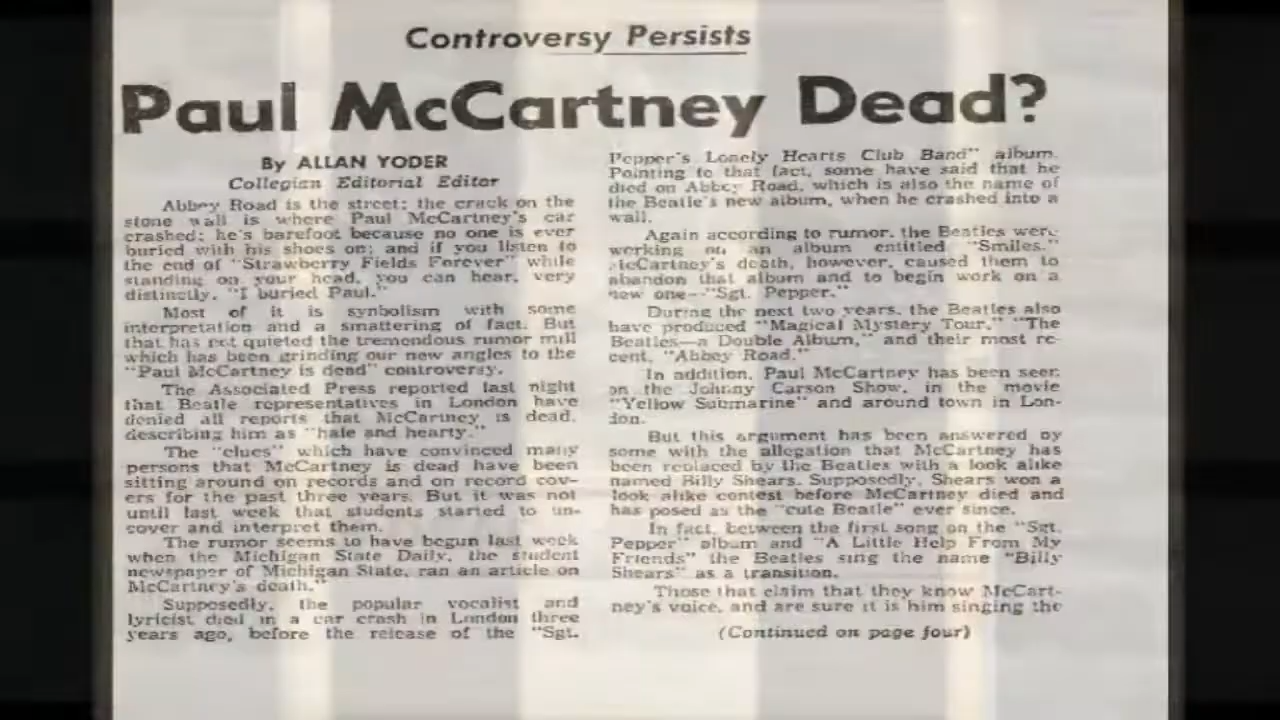 Controversy Persists
Paul McCartney Dead?
By ALLAN YODER
Collegian Editorial Editor
Abbey Road is the street; the crack on the
stone wall is where Paul McCartney's car
crashed; he's barefoot because no one is ever
buried with his shoes on; and if you listen to
the end of "Strawberry Fields Forever" while
standing on your head, you can hear, very
distinctly, "I buried Paul."
Most of it is synbolism with some
interpretation and a smattering of fact. But
that has not quieted the tremendous rumor mill
which has been grinding our new angles to the
"Paul McCartney is dead" controversy.
The Associated Press reported last night
that Beatle representatives in London have
denied all reports that McCartney is dead,
describing him as "hale and hearty."
The "clues" which have convinced many
persons that McCartney is dead have been
sitting around on records and on record cov-
ers for the past three years. But it was not
until last week that students started to un-
cover and interpret them.
The rumor seems to have begun last week
when the Michigan State Daily, the student
newspaper of Michigan State, ran an article on
McCartney's death."
Supposedly, the popular vocalist and
lyricist died in a car crash in London three
years ago, before the release of the "Sgt.
Pepper's Lonely Hearts Club Band" album.
Pointing to that fact, some have said that he
died on Abbey Road, which is also the name of
the Beatle's new album, when he crashed into a
wall.
Again according to rumor, the Beatles were
working on an album entitled "Smiles."
McCartney's death, however, caused them to
abandon that album and to begin work on a
new one--"Sgt. Pepper."
During the next two years, the Beatles also
have produced "Magical Mystery Tour," "The
Beatles—a Double Album," and their most re-
cent, "Abbey Road."
In addition, Paul McCartney has been seen
on the Johnny Carson Show, in the movie
"Yellow Submarine" and around town in Lon-
don.
But this argument has been answered by
some with the allegation that McCartney has
been replaced by the Beatles with a look alike
named Billy Shears. Supposedly, Shears won a
look alike contest before McCartney died and
has posed as the "cute Beatle" ever since.
In fact, between the first song on the "Sgt.
Pepper" album and "A Little Help From My
Friends" the Beatles sing the name "Billy
Shears" as a transition.
Those that claim that they know McCart-
ney's voice, and are sure it is him singing the
(Continued on page four)